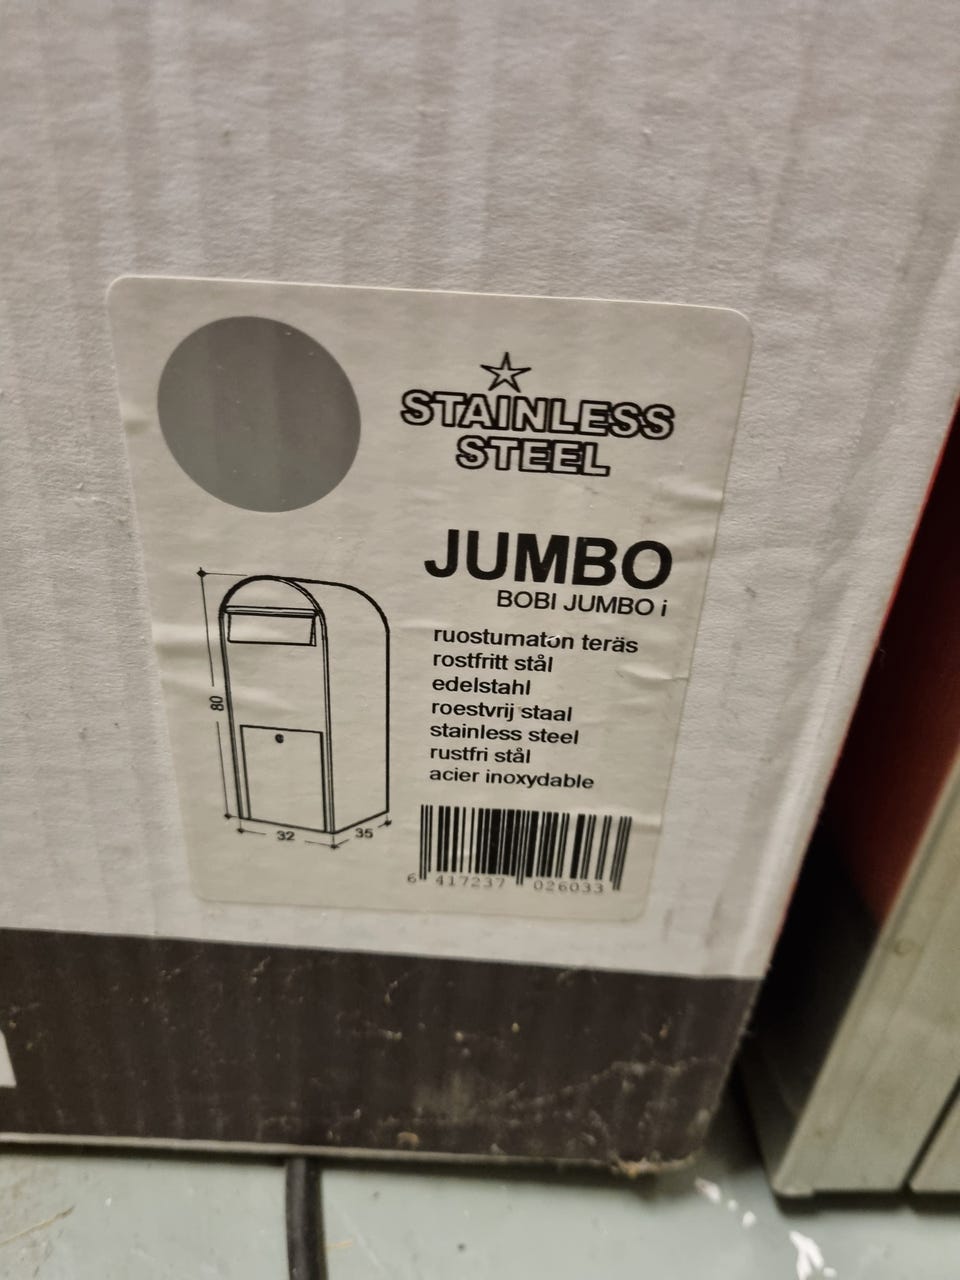 STAINLESS
STEEL
JUMBO
BOBI JUMBO i
ruostumaton teräs
rostfritt stål
edelstahl
roestvrij staal
stainless steel
rustfri stål
acier inoxydable
80
32
35
6 417237 026033